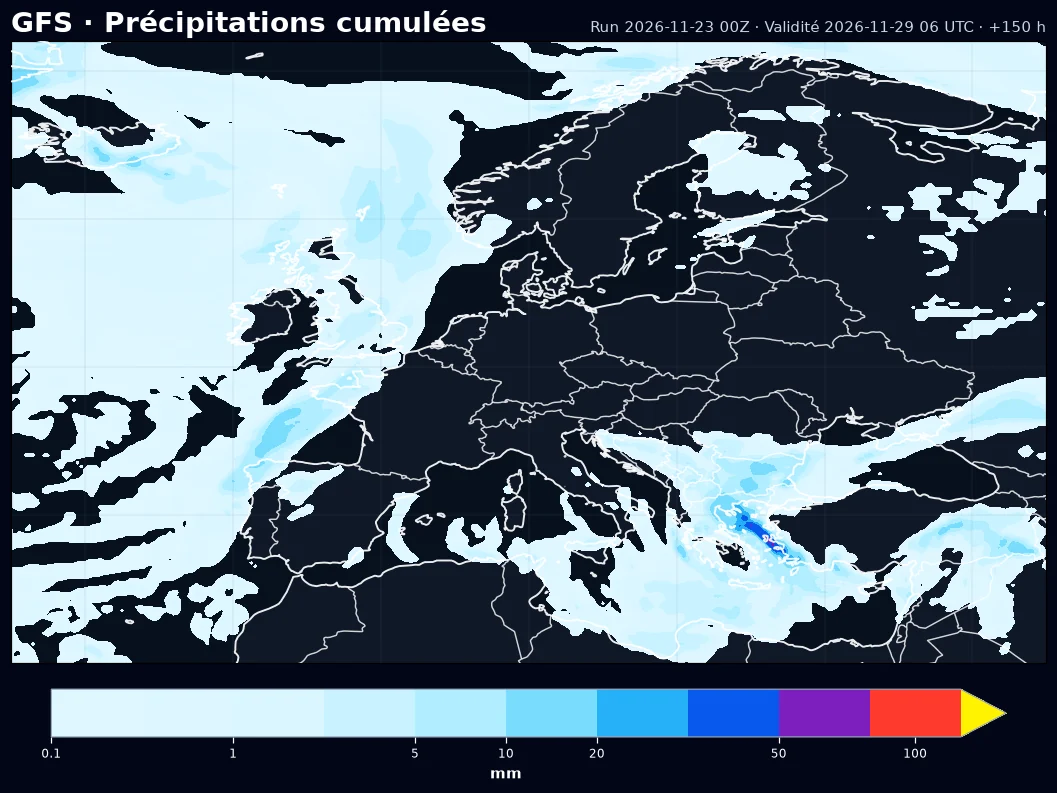 GFS · Précipitations cumulées
Run 2026-11-23 00Z · Validité 2026-11-29 06 UTC · +150 h
0.1 1 5 10 20 50 100
mm